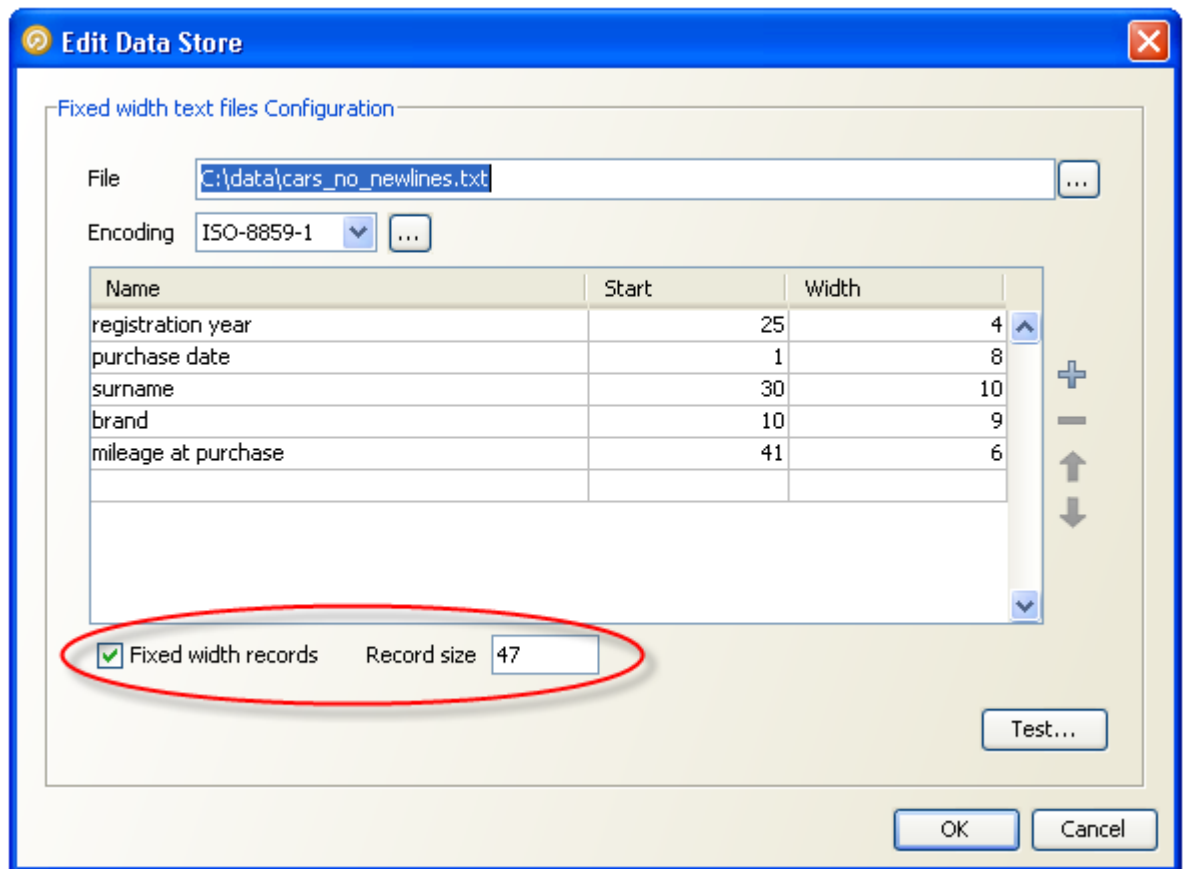 Edit Data Store
Fixed width text files Configuration
File C:\data\cars_no_newlines.txt ...
Encoding ISO-8859-1 ...
Name Start Width
registration year 25 4
purchase date 1 8
surname 30 10
brand 10 9
mileage at purchase 41 6
Fixed width records Record size 47
Test...
OK Cancel